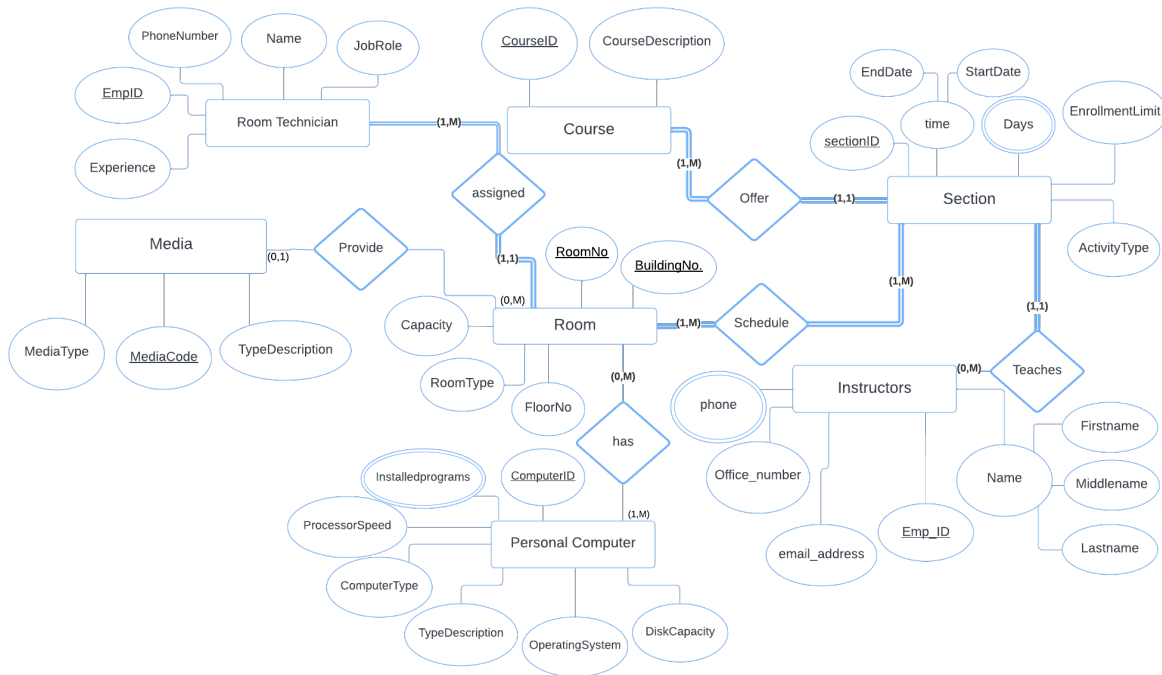 PhoneNumber
Name
JobRole
EmpID
Room Technician
Experience
(1,M)
assigned
(1,1)
CourseID
CourseDescription
Course
(1,M)
Offer
(1,1)
EndDate
StartDate
time
Days
EnrollmentLimit
sectionID
Section
ActivityType
Media
(0,1)
Provide
(0,M)
MediaType
MediaCode
TypeDescription
RoomNo
BuildingNo.
Capacity
Room
RoomType
FloorNo
(1,M)
Schedule
(1,M)
(1,1)
Teaches
(0,M)
Instructors
phone
Office_number
email_address
Emp_ID
Name
Firstname
Middlename
Lastname
(0,M)
has
(1,M)
Installedprograms
ComputerID
ProcessorSpeed
Personal Computer
ComputerType
TypeDescription
OperatingSystem
DiskCapacity